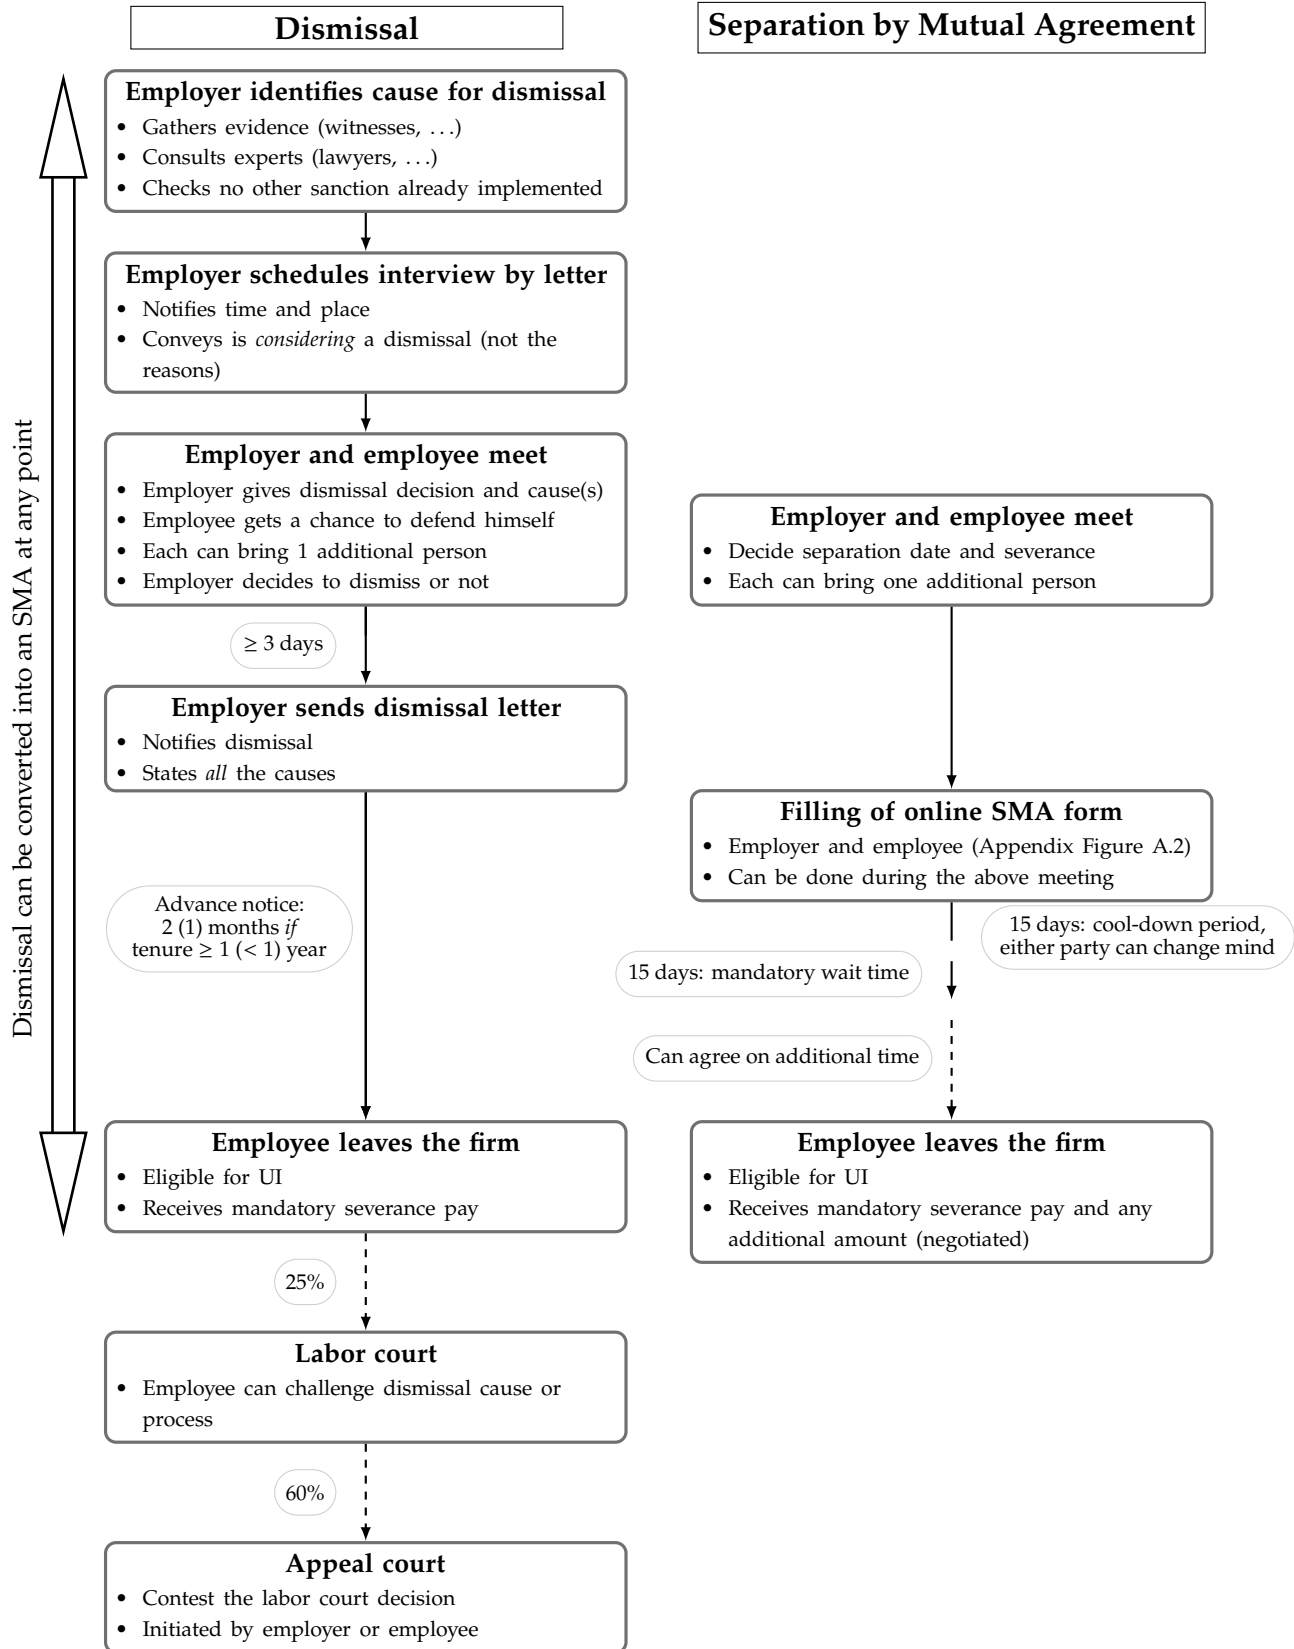 Dismissal
Separation by Mutual Agreement
Dismissal can be converted into an SMA at any point
Employer identifies cause for dismissal
• Gathers evidence (witnesses, ...)
• Consults experts (lawyers, ...)
• Checks no other sanction already implemented
Employer schedules interview by letter
• Notifies time and place
• Conveys is considering a dismissal (not the
reasons)
Employer and employee meet
• Employer gives dismissal decision and cause(s)
• Employee gets a chance to defend himself
• Each can bring 1 additional person
• Employer decides to dismiss or not
≥ 3 days
Employer sends dismissal letter
• Notifies dismissal
• States all the causes
Advance notice:
2 (1) months if
tenure ≥ 1 (< 1) year
Employee leaves the firm
• Eligible for UI
• Receives mandatory severance pay
25%
Labor court
• Employee can challenge dismissal cause or
process
60%
Appeal court
• Contest the labor court decision
• Initiated by employer or employee
Employer and employee meet
• Decide separation date and severance
• Each can bring one additional person
Filling of online SMA form
• Employer and employee (Appendix Figure A.2)
• Can be done during the above meeting
15 days: cool-down period,
either party can change mind
15 days: mandatory wait time
Can agree on additional time
Employee leaves the firm
• Eligible for UI
• Receives mandatory severance pay and any
additional amount (negotiated)